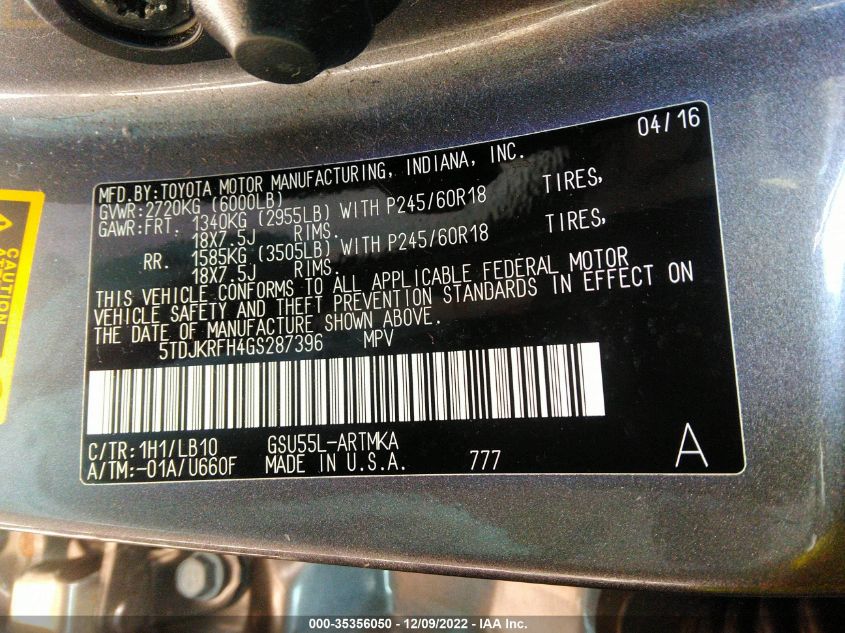 04/16
MFD.BY:TOYOTA MOTOR MANUFACTURING, INDIANA, INC.
GVWR:2720KG (6000LB)
GAWR:FRT. 1340KG (2955LB) WITH P245/60R18 TIRES,
18X7.5J RIMS.
RR. 1585KG (3505LB) WITH P245/60R18 TIRES,
18X7.5J RIMS.
THIS VEHICLE CONFORMS TO ALL APPLICABLE FEDERAL MOTOR
VEHICLE SAFETY AND THEFT PREVENTION STANDARDS IN EFFECT ON
THE DATE OF MANUFACTURE SHOWN ABOVE.
5TDJKRFH4GS287396 MPV
C/TR:1H1/LB10 GSU55L-ARTMKA
A/TM:-01A/U660F MADE IN U.S.A. 777 A
000-35356050 - 12/09/2022 - IAA Inc.